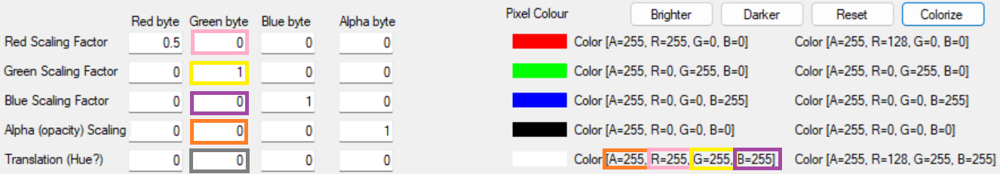 Pixel Colour Brighter Darker Reset Colorize
Red byte Green byte Blue byte Alpha byte
Red Scaling Factor 0.5 0 0 0 Color [A=255, R=255, G=0, B=0] Color [A=255, R=128, G=0, B=0]
Green Scaling Factor 0 1 0 0 Color [A=255, R=0, G=255, B=0] Color [A=255, R=0, G=255, B=0]
Blue Scaling Factor 0 0 1 0 Color [A=255, R=0, G=0, B=255] Color [A=255, R=0, G=0, B=255]
Alpha (opacity) Scaling 0 0 0 1 Color [A=255, R=0, G=0, B=0] Color [A=255, R=0, G=0, B=0]
Translation (Hue?) 0 0 0 0 Color [A=255, R=255, G=255, B=255] Color [A=255, R=128, G=255, B=255]